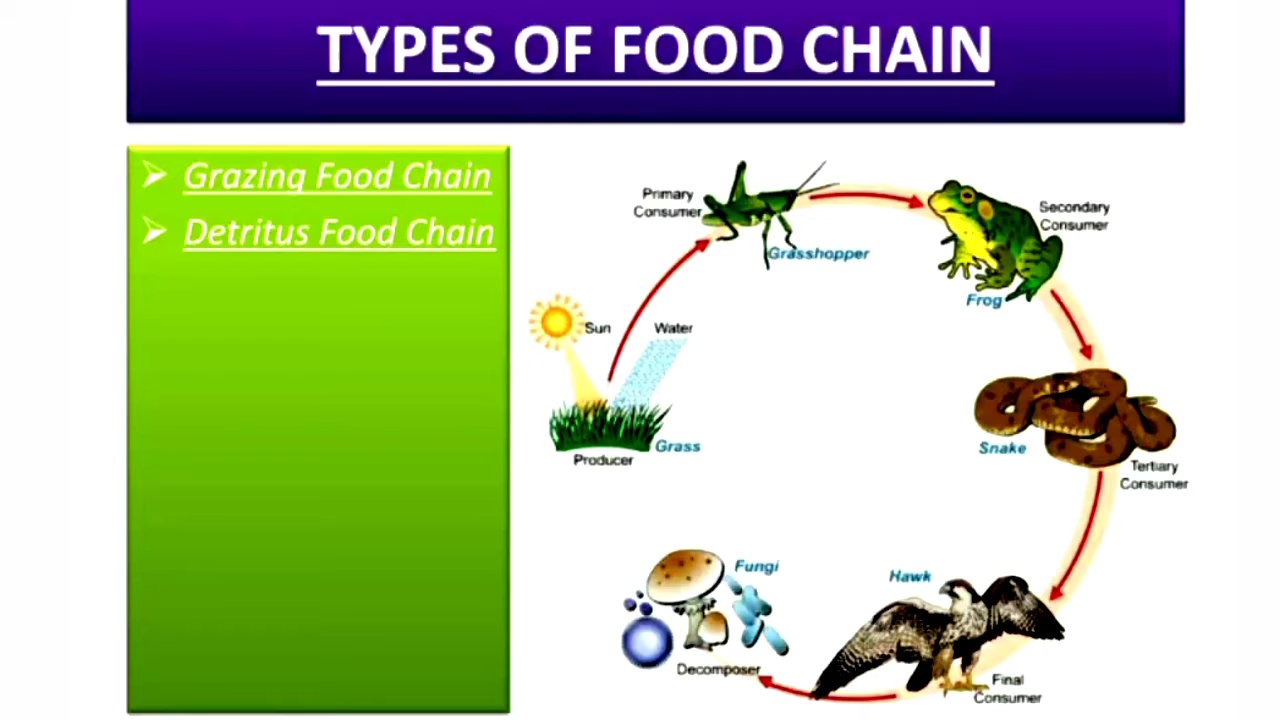 TYPES OF FOOD CHAIN
Grazing Food Chain
Detritus Food Chain
Primary
Consumer
Grasshopper
Secondary
Consumer
Frog
Sun
Water
Grass
Producer
Snake
Tertiary
Consumer
Fungi
Decomposer
Hawk
Final
Consumer